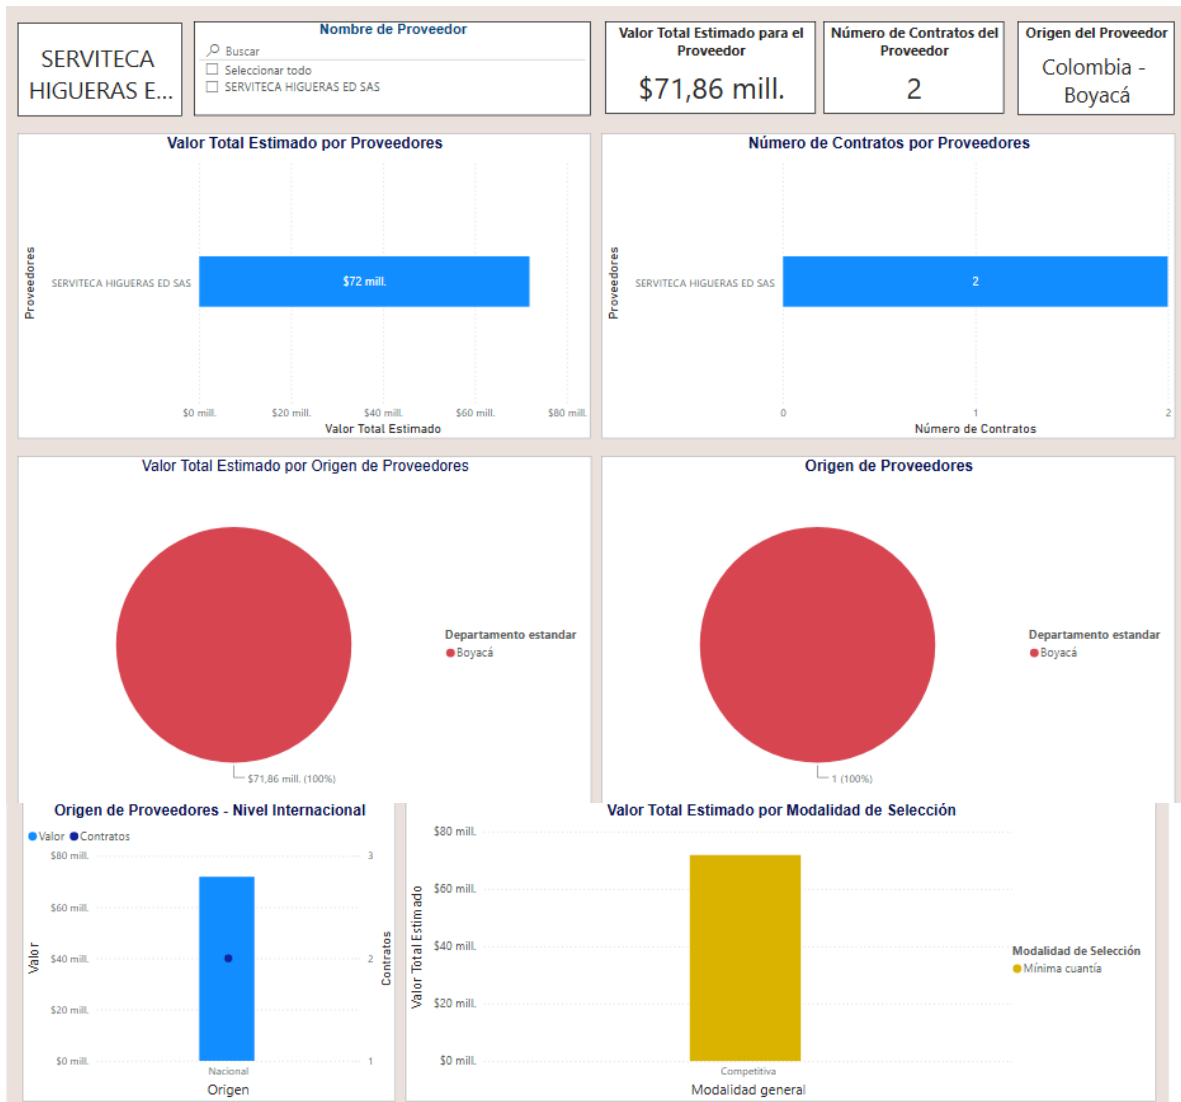 SERVITECA
HIGUERAS E...
Nombre de Proveedor
Buscar
Seleccionar todo
SERVITECA HIGUERAS ED SAS
Valor Total Estimado para el
Proveedor
$71,86 mill.
Número de Contratos del
Proveedor
2
Origen del Proveedor
Colombia -
Boyacá
Valor Total Estimado por Proveedores
Proveedores
SERVITECA HIGUERAS ED SAS
$72 mill.
$0 mill. $20 mill. $40 mill. $60 mill. $80 mill.
Valor Total Estimado
Número de Contratos por Proveedores
Proveedores
SERVITECA HIGUERAS ED SAS
2
0 1 2
Número de Contratos
Valor Total Estimado por Origen de Proveedores
Departamento estandar
Boyacá
$71,86 mill. (100%)
Origen de Proveedores
Departamento estandar
Boyacá
1 (100%)
Origen de Proveedores - Nivel Internacional
Valor Contratos
$80 mill. 3
$60 mill.
$40 mill. 2
$20 mill.
$0 mill. 1
Valor
Contratos
Nacional
Origen
Valor Total Estimado por Modalidad de Selección
$80 mill.
$60 mill.
$40 mill.
$20 mill.
$0 mill.
Valor Total Estimado
Competitiva
Modalidad general
Modalidad de Selección
Mínima cuantía